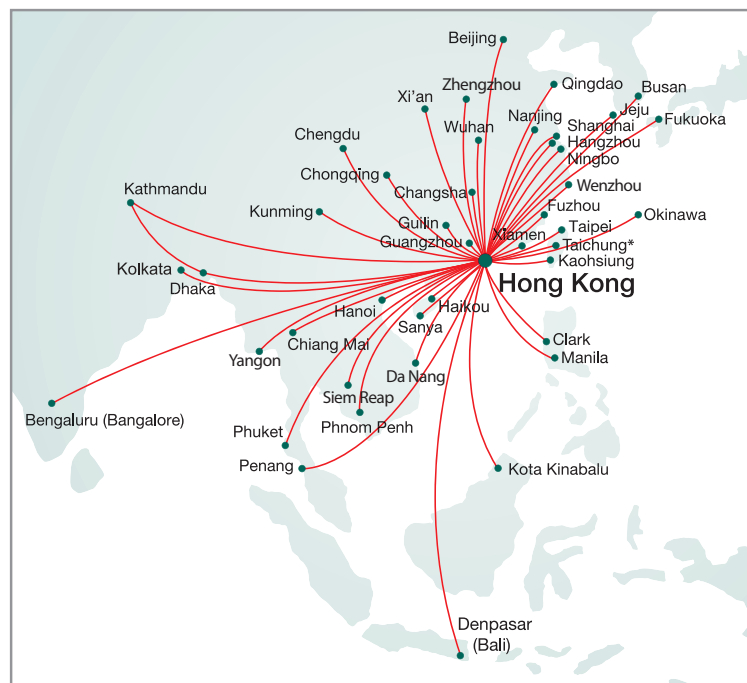 Beijing
Zhengzhou
Qingdao
Busan
Xi'an
Nanjing
Jeju
Wuhan
Shanghai
Fukuoka
Chengdu
Hangzhou
Ningbo
Chongqing
Changsha
Wenzhou
Kathmandu
Kunming
Fuzhou
Okinawa
Guilin
Taipei
Guangzhou
Xiamen
Taichung*
Kolkata
Kaohsiung
Dhaka
Hong Kong
Hanoi
Haikou
Sanya
Chiang Mai
Clark
Yangon
Manila
Da Nang
Siem Reap
Bengaluru (Bangalore)
Phnom Penh
Phuket
Penang
Kota Kinabalu
Denpasar
(Bali)